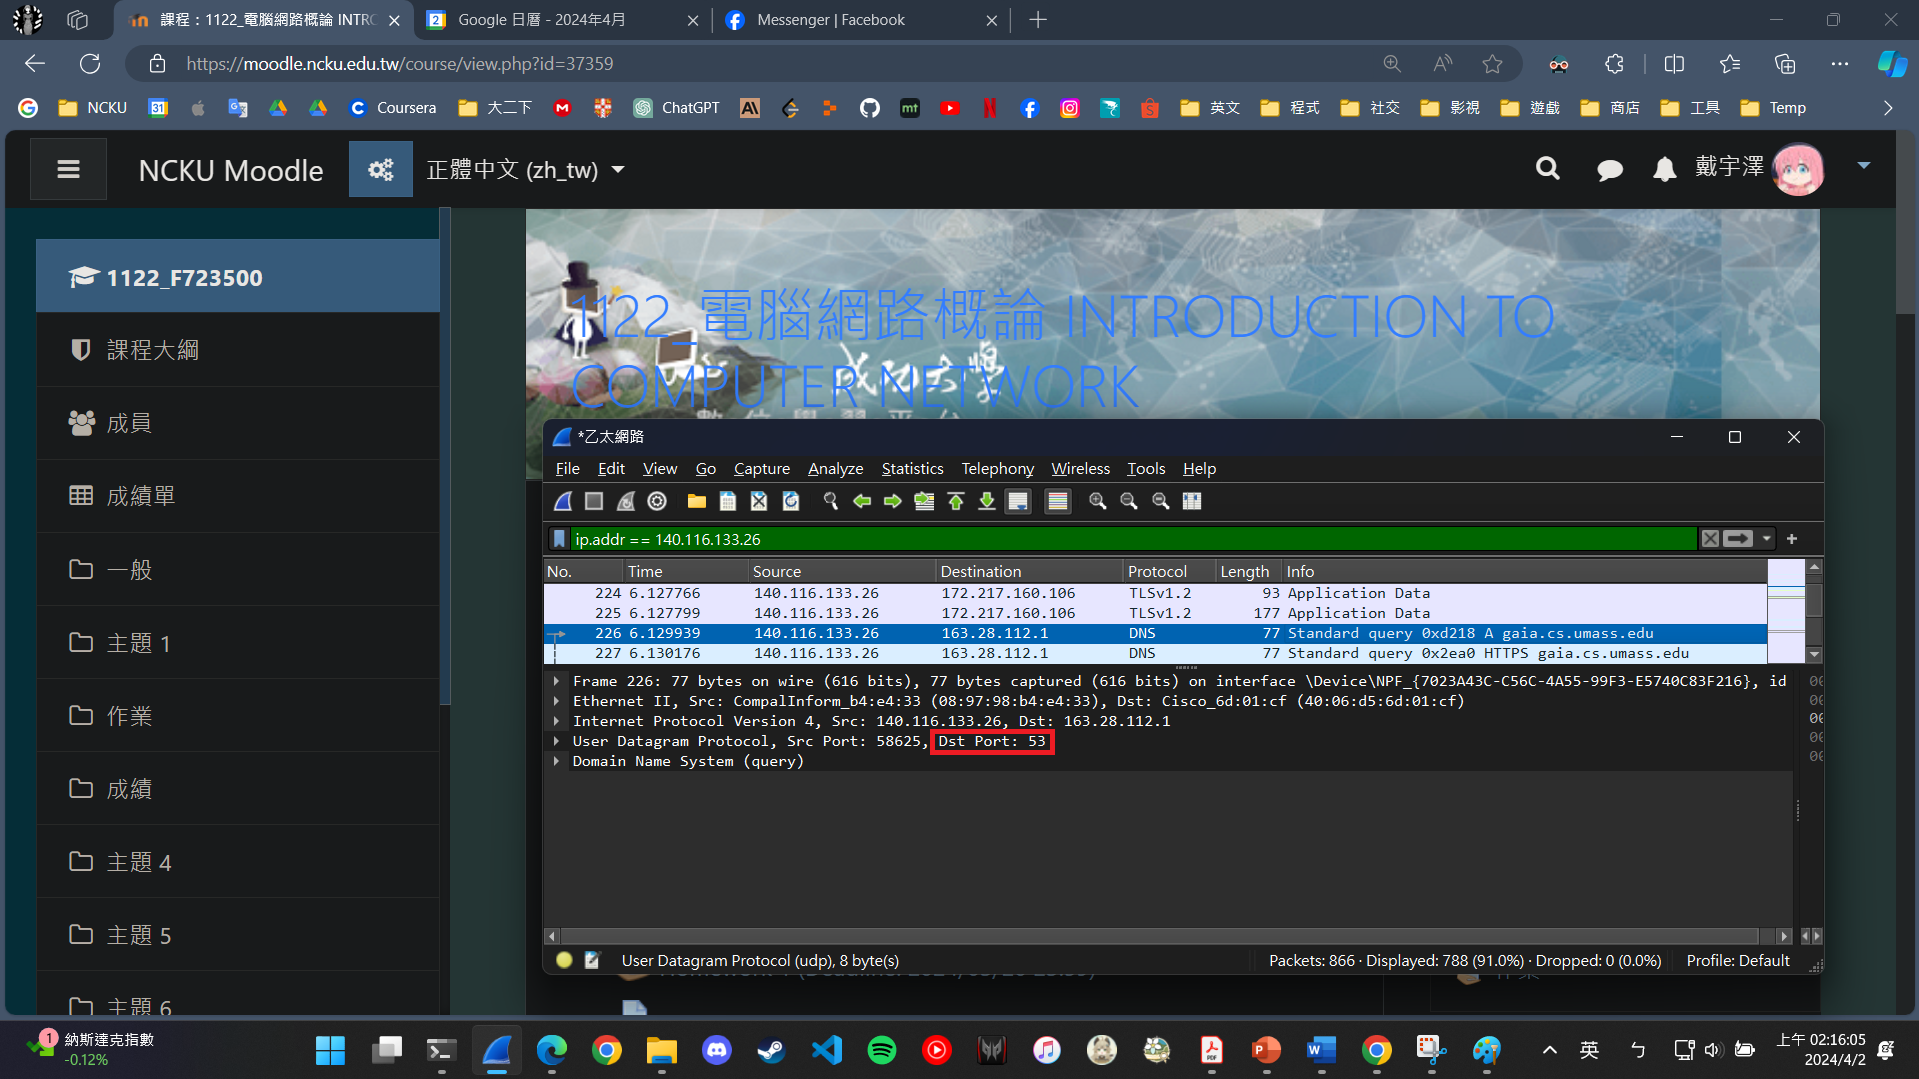 課程：1122_電腦網路概論 INTRO
Google 日曆 - 2024年4月
Messenger | Facebook
https://moodle.ncku.edu.tw/course/view.php?id=37359
NCKU
Coursera
大二下
ChatGPT
英文
程式
社交
影視
遊戲
商店
工具
Temp
NCKU Moodle
正體中文 (zh_tw)
戴宇澤
1122_F723500
課程大綱
成員
成績單
一般
主題 1
作業
成績
主題 4
主題 5
主題 6
1122_電腦網路概論 INTRODUCTION TO
COMPUTER NETWORK
*乙太網路
File Edit View Go Capture Analyze Statistics Telephony Wireless Tools Help
ip.addr == 140.116.133.26
No. Time Source Destination Protocol Length Info
224 6.127766 140.116.133.26 172.217.160.106 TLSv1.2 93 Application Data
225 6.127799 140.116.133.26 172.217.160.106 TLSv1.2 177 Application Data
226 6.129939 140.116.133.26 163.28.112.1 DNS 77 Standard query 0xd218 A gaia.cs.umass.edu
227 6.130176 140.116.133.26 163.28.112.1 DNS 77 Standard query 0x2ea0 HTTPS gaia.cs.umass.edu
Frame 226: 77 bytes on wire (616 bits), 77 bytes captured (616 bits) on interface \Device\NPF_{7023A43C-C56C-4A55-99F3-E5740C83F216}, id
Ethernet II, Src: CompalInform_b4:e4:33 (08:97:98:b4:e4:33), Dst: Cisco_6d:01:cf (40:06:d5:6d:01:cf)
Internet Protocol Version 4, Src: 140.116.133.26, Dst: 163.28.112.1
User Datagram Protocol, Src Port: 58625, Dst Port: 53
Domain Name System (query)
User Datagram Protocol (udp), 8 byte(s)
Packets: 866 · Displayed: 788 (91.0%) · Dropped: 0 (0.0%)
Profile: Default
1
納斯達克指數
-0.12%
英
ㄅ
上午 02:16:05
2024/4/2